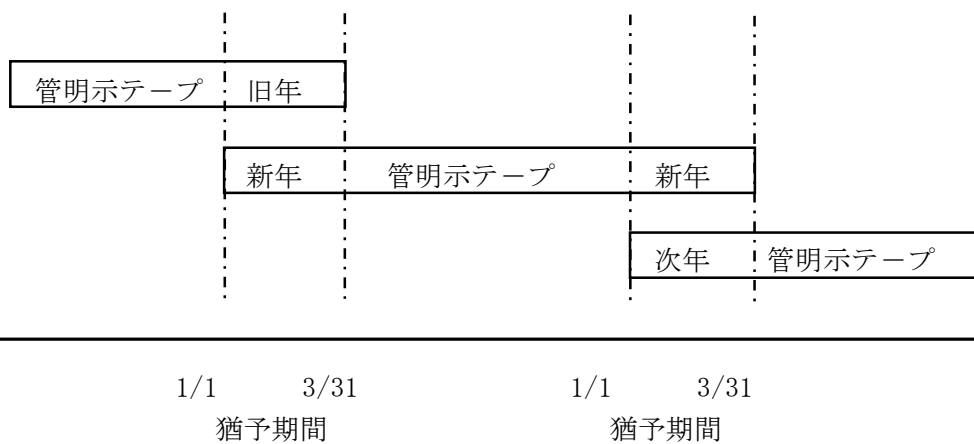 管明示テープ 旧年
新年 管明示テープ 新年
次年 管明示テープ
1/1 3/31 1/1 3/31
猶予期間 猶予期間